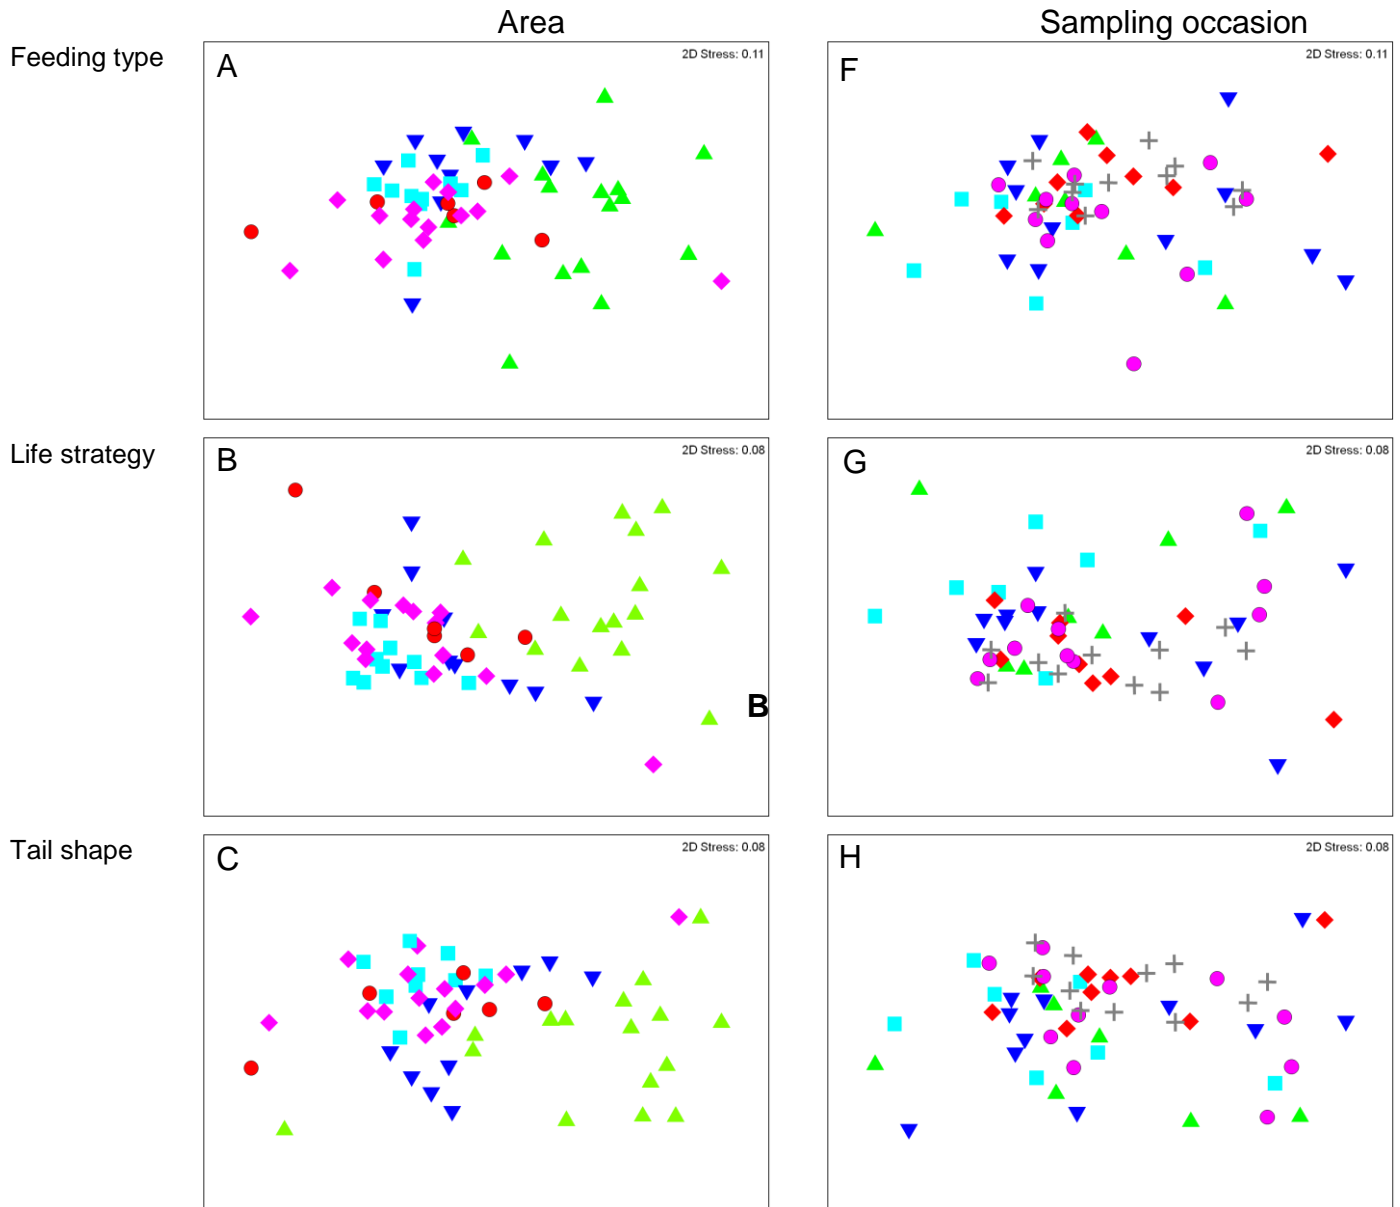 Area
Sampling occasion
Feeding type
A
2D Stress: 0.11
F
2D Stress: 0.11
Life strategy
B
2D Stress: 0.08
G
2D Stress: 0.08
B
Tail shape
C
2D Stress: 0.08
H
2D Stress: 0.08